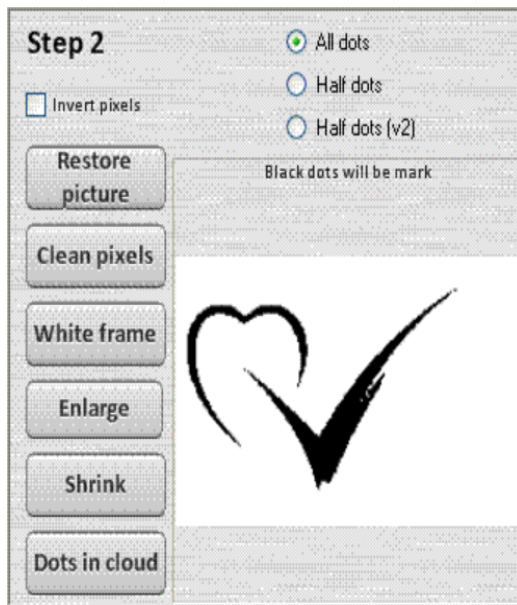 Step 2
All dots
Half dots
Half dots (v2)
Invert pixels
Restore
picture
Black dots will be mark
Clean pixels
White frame
Enlarge
Shrink
Dots in cloud